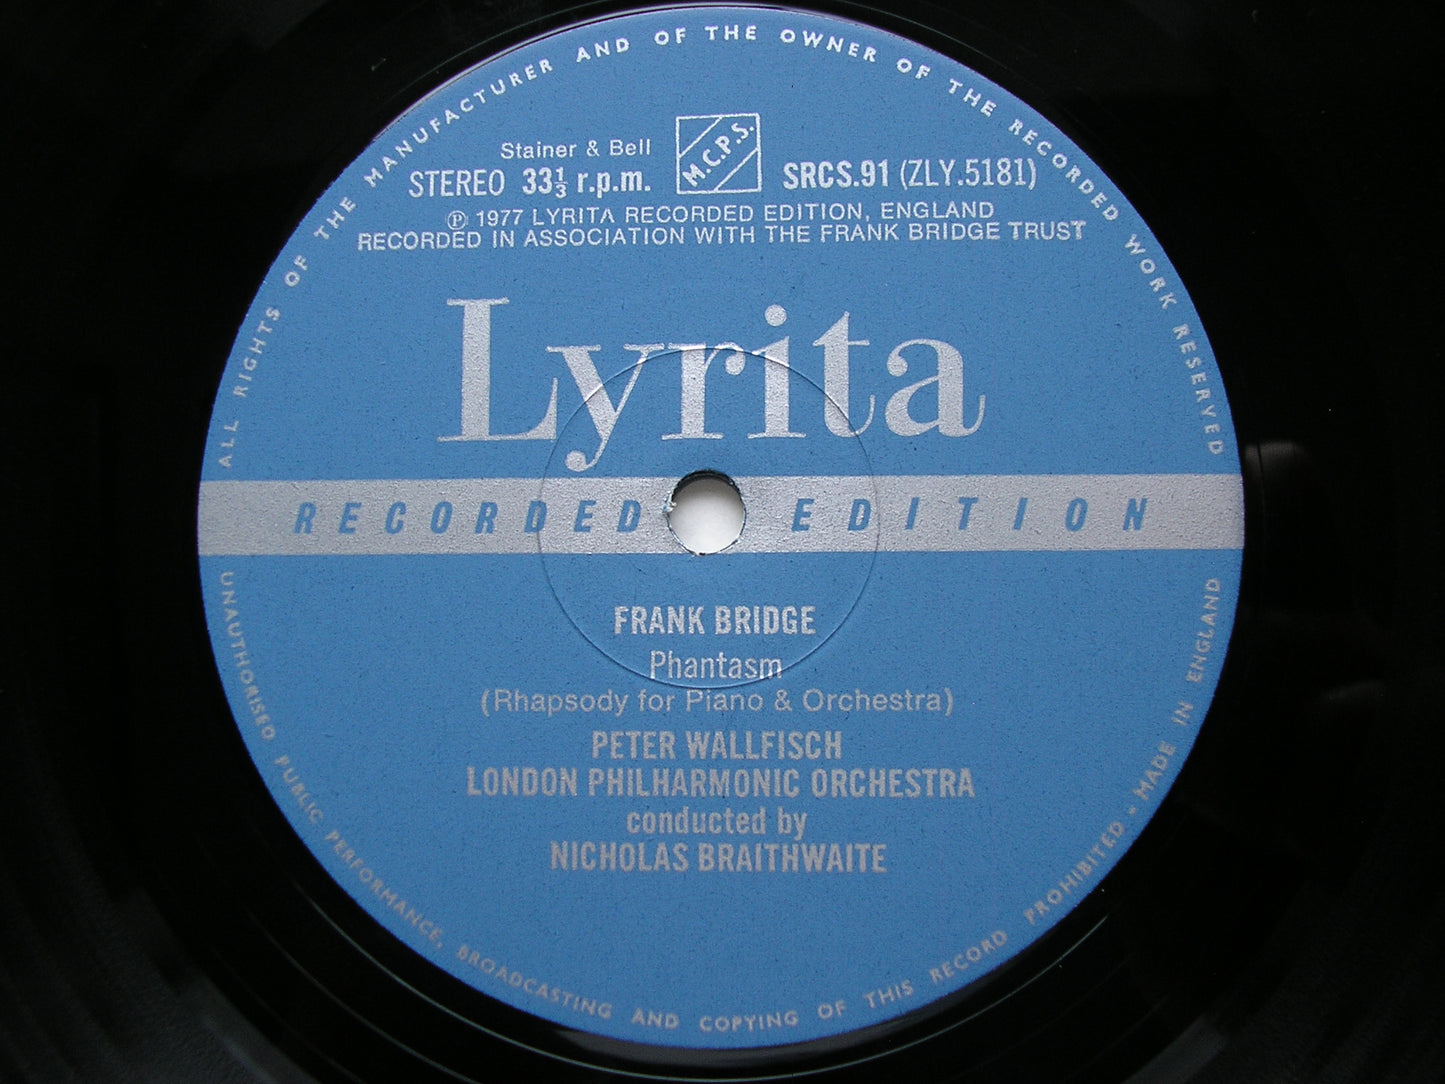 ALL RIGHTS OF THE MANUFACTURER AND OF THE OWNER OF THE RECORDED WORK RESERVED
Stainer & Bell
STEREO 33⅓ r.p.m.
M.C.P.S.
SRCS.91 (ZLY.5181)
℗ 1977 LYRITA RECORDED EDITION, ENGLAND
RECORDED IN ASSOCIATION WITH THE FRANK BRIDGE TRUST
Lyrita
RECORDED EDITION
FRANK BRIDGE
Phantasm
(Rhapsody for Piano & Orchestra)
PETER WALLFISCH
LONDON PHILHARMONIC ORCHESTRA
conducted by
NICHOLAS BRAITHWAITE
UNAUTHORISED PUBLIC PERFORMANCE, BROADCASTING AND COPYING OF THIS RECORD PROHIBITED - MADE IN ENGLAND